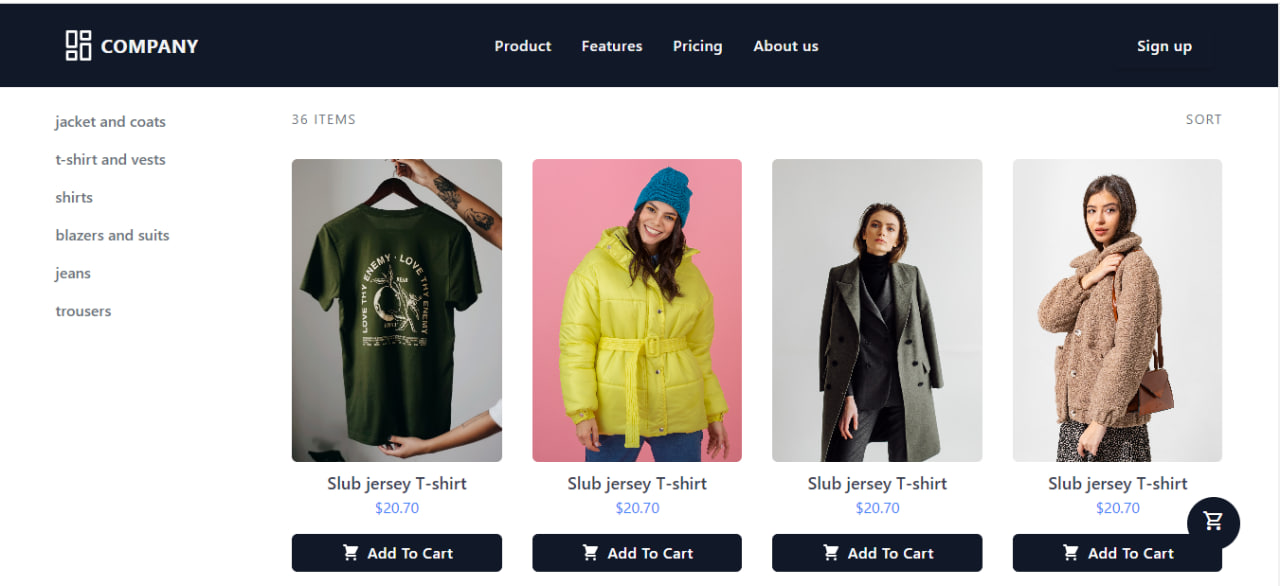 COMPANY
Product
Features
Pricing
About us
Sign up
jacket and coats
t-shirt and vests
shirts
blazers and suits
jeans
trousers
36 ITEMS
SORT
LOVE THY ENEMY · LOVE THY ENEMY
Slub jersey T-shirt
$20.70
Add To Cart
Slub jersey T-shirt
$20.70
Add To Cart
Slub jersey T-shirt
$20.70
Add To Cart
Slub jersey T-shirt
$20.70
Add To Cart